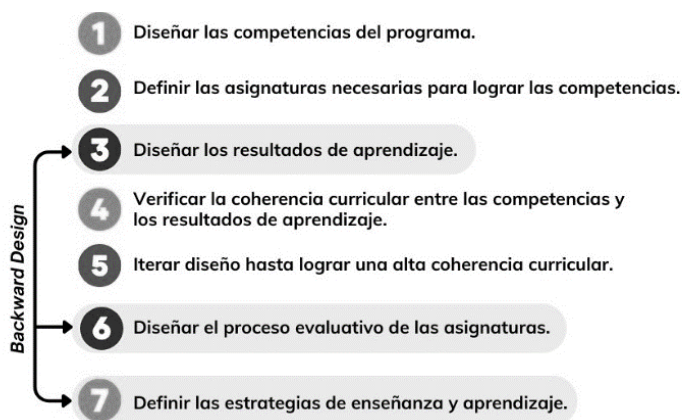 1 Diseñar las competencias del programa.
2 Definir las asignaturas necesarias para lograr las competencias.
3 Diseñar los resultados de aprendizaje.
4 Verificar la coherencia curricular entre las competencias y
los resultados de aprendizaje.
5 Iterar diseño hasta lograr una alta coherencia curricular.
6 Diseñar el proceso evaluativo de las asignaturas.
7 Definir las estrategias de enseñanza y aprendizaje.
Backward Design